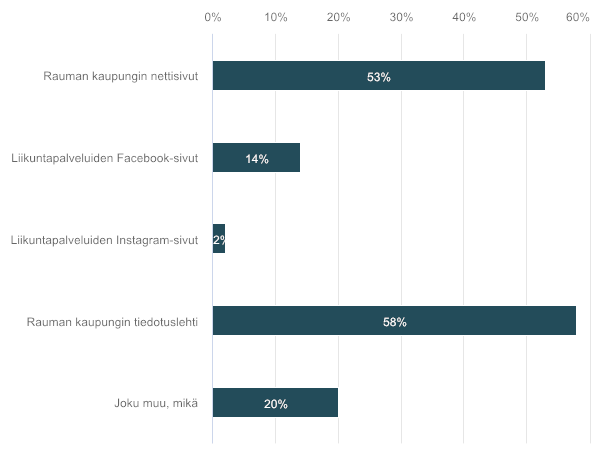 0% 10% 20% 30% 40% 50% 60%
Rauman kaupungin nettisivut 53%
Liikuntapalveluiden Facebook-sivut 14%
Liikuntapalveluiden Instagram-sivut 2%
Rauman kaupungin tiedotuslehti 58%
Joku muu, mikä 20%